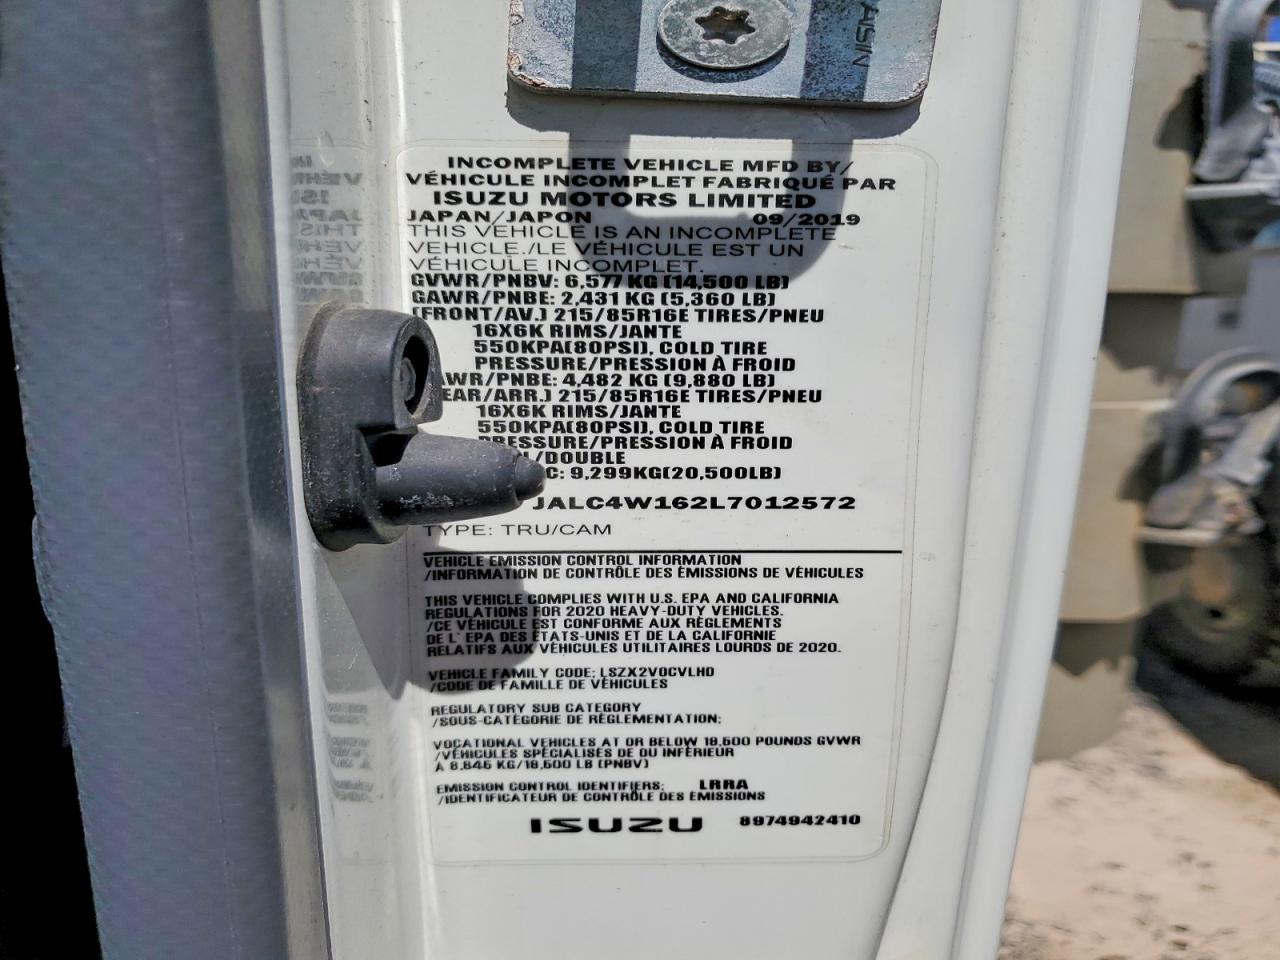 AISIN
INCOMPLETE VEHICLE MFD BY/
VÉHICULE INCOMPLET FABRIQUÉ PAR
ISUZU MOTORS LIMITED
JAPAN/JAPON 09/2019
THIS VEHICLE IS AN INCOMPLETE
VEHICLE./LE VÉHICULE EST UN
VÉHICULE INCOMPLET.
GVWR/PNBV: 6,577 KG (14,500 LB)
GAWR/PNBE: 2,431 KG (5,360 LB)
(FRONT/AV.) 215/85R16E TIRES/PNEU
16X6K RIMS/JANTE
550KPA(80PSI), COLD TIRE
PRESSURE/PRESSION À FROID
AWR/PNBE: 4,482 KG (9,880 LB)
EAR/ARR.) 215/85R16E TIRES/PNEU
16X6K RIMS/JANTE
550KPA(80PSI), COLD TIRE
PRESSURE/PRESSION À FROID
/DOUBLE
C: 9,299KG(20,500LB)
JALC4W162L7012572
TYPE: TRU/CAM
VEHICLE EMISSION CONTROL INFORMATION
/INFORMATION DE CONTRÔLE DES ÉMISSIONS DE VÉHICULES
THIS VEHICLE COMPLIES WITH U.S. EPA AND CALIFORNIA
REGULATIONS FOR 2020 HEAVY-DUTY VEHICLES.
/CE VÉHICULE EST CONFORME AUX RÈGLEMENTS
DE L' EPA DES ÉTATS-UNIS ET DE LA CALIFORNIE
RELATIFS AUX VÉHICULES UTILITAIRES LOURDS DE 2020.
VEHICLE FAMILY CODE: LSZX2VOCVLHD
/CODE DE FAMILLE DE VÉHICULES
REGULATORY SUB CATEGORY
/SOUS-CATÉGORIE DE RÉGLEMENTATION:
VOCATIONAL VEHICLES AT OR BELOW 19,500 POUNDS GVWR
/VÉHICULES SPÉCIALISÉS DE OU INFÉRIEUR
À 8,845 KG/19,500 LB (PNBV)
EMISSION CONTROL IDENTIFIERS: LRRA
/IDENTIFICATEUR DE CONTRÔLE DES ÉMISSIONS
ISUZU 8974942410